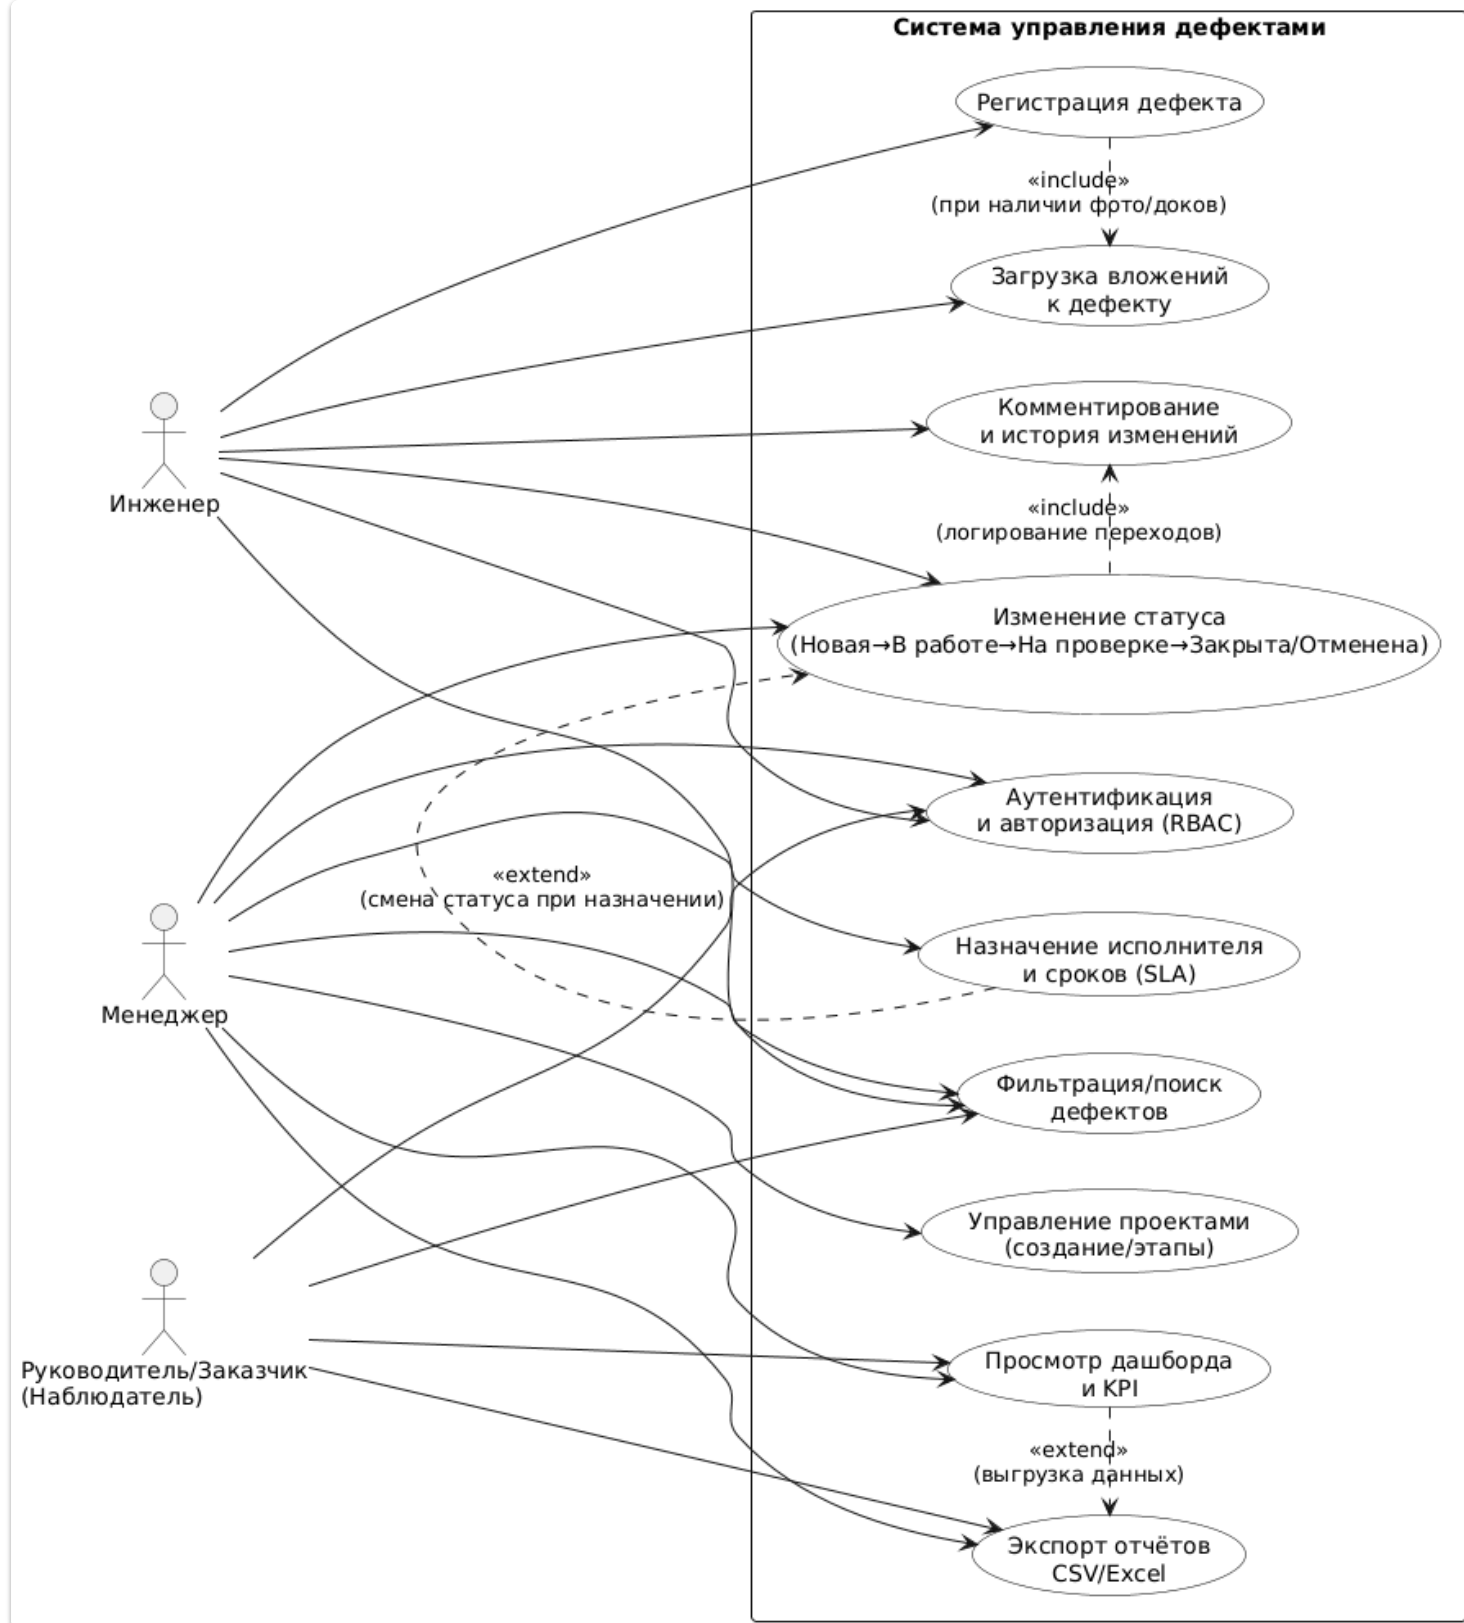 Система управления дефектами
Регистрация дефекта
«include»
(при наличии фото/доков)
Загрузка вложений
к дефекту
Комментирование
и история изменений
Инженер
«include»
(логирование переходов)
Изменение статуса
(Новая→В работе→На проверке→Закрыта/Отменена)
Аутентификация
и авторизация (RBAC)
«extend»
(смена статуса при назначении)
Назначение исполнителя
и сроков (SLA)
Менеджер
Фильтрация/поиск
дефектов
Управление проектами
(создание/этапы)
Руководитель/Заказчик
(Наблюдатель)
Просмотр дашборда
и KPI
«extend»
(выгрузка данных)
Экспорт отчётов
CSV/Excel